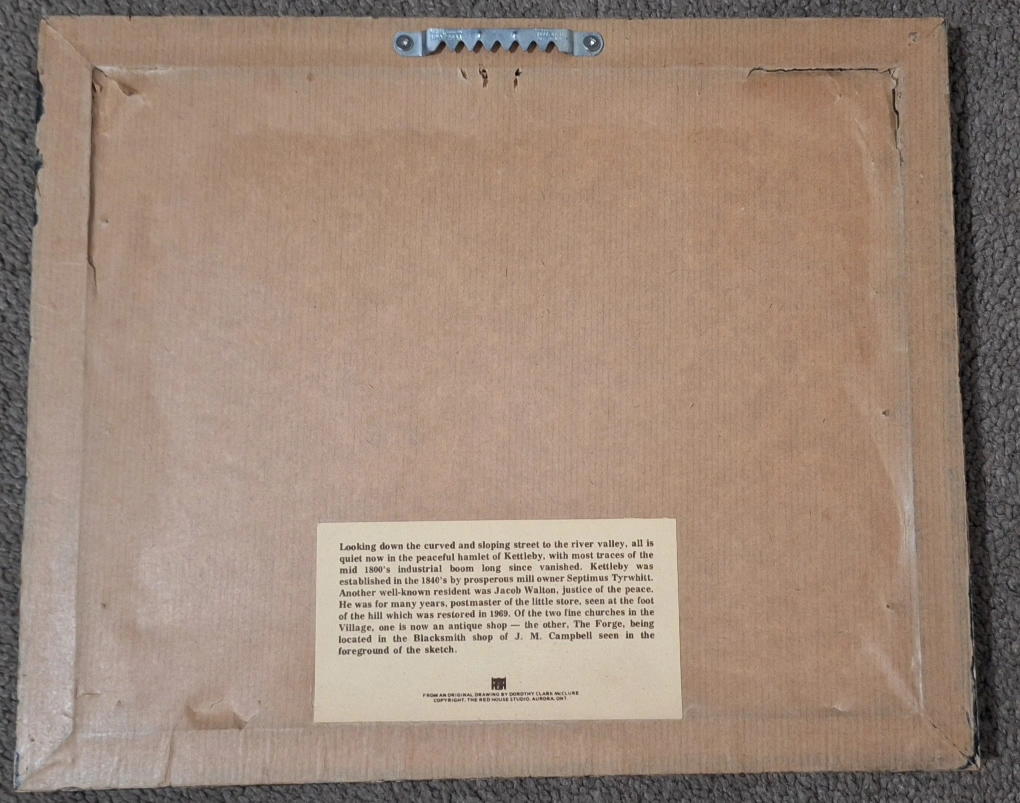 Looking down the curved and sloping street to the river valley, all is
quiet now in the peaceful hamlet of Kettleby, with most traces of the
mid 1800's industrial boom long since vanished. Kettleby was
established in the 1840's by prosperous mill owner Septimus Tyrwhitt.
Another well-known resident was Jacob Walton, justice of the peace.
He was for many years, postmaster of the little store, seen at the foot
of the hill which was restored in 1969. Of the two fine churches in the
Village, one is now an antique shop — the other, The Forge, being
located in the Blacksmith shop of J. M. Campbell seen in the
foreground of the sketch.
FROM AN ORIGINAL DRAWING BY DOROTHY CLARK McCLURE
COPYRIGHT, THE RED HOUSE STUDIO, AURORA, ONT.